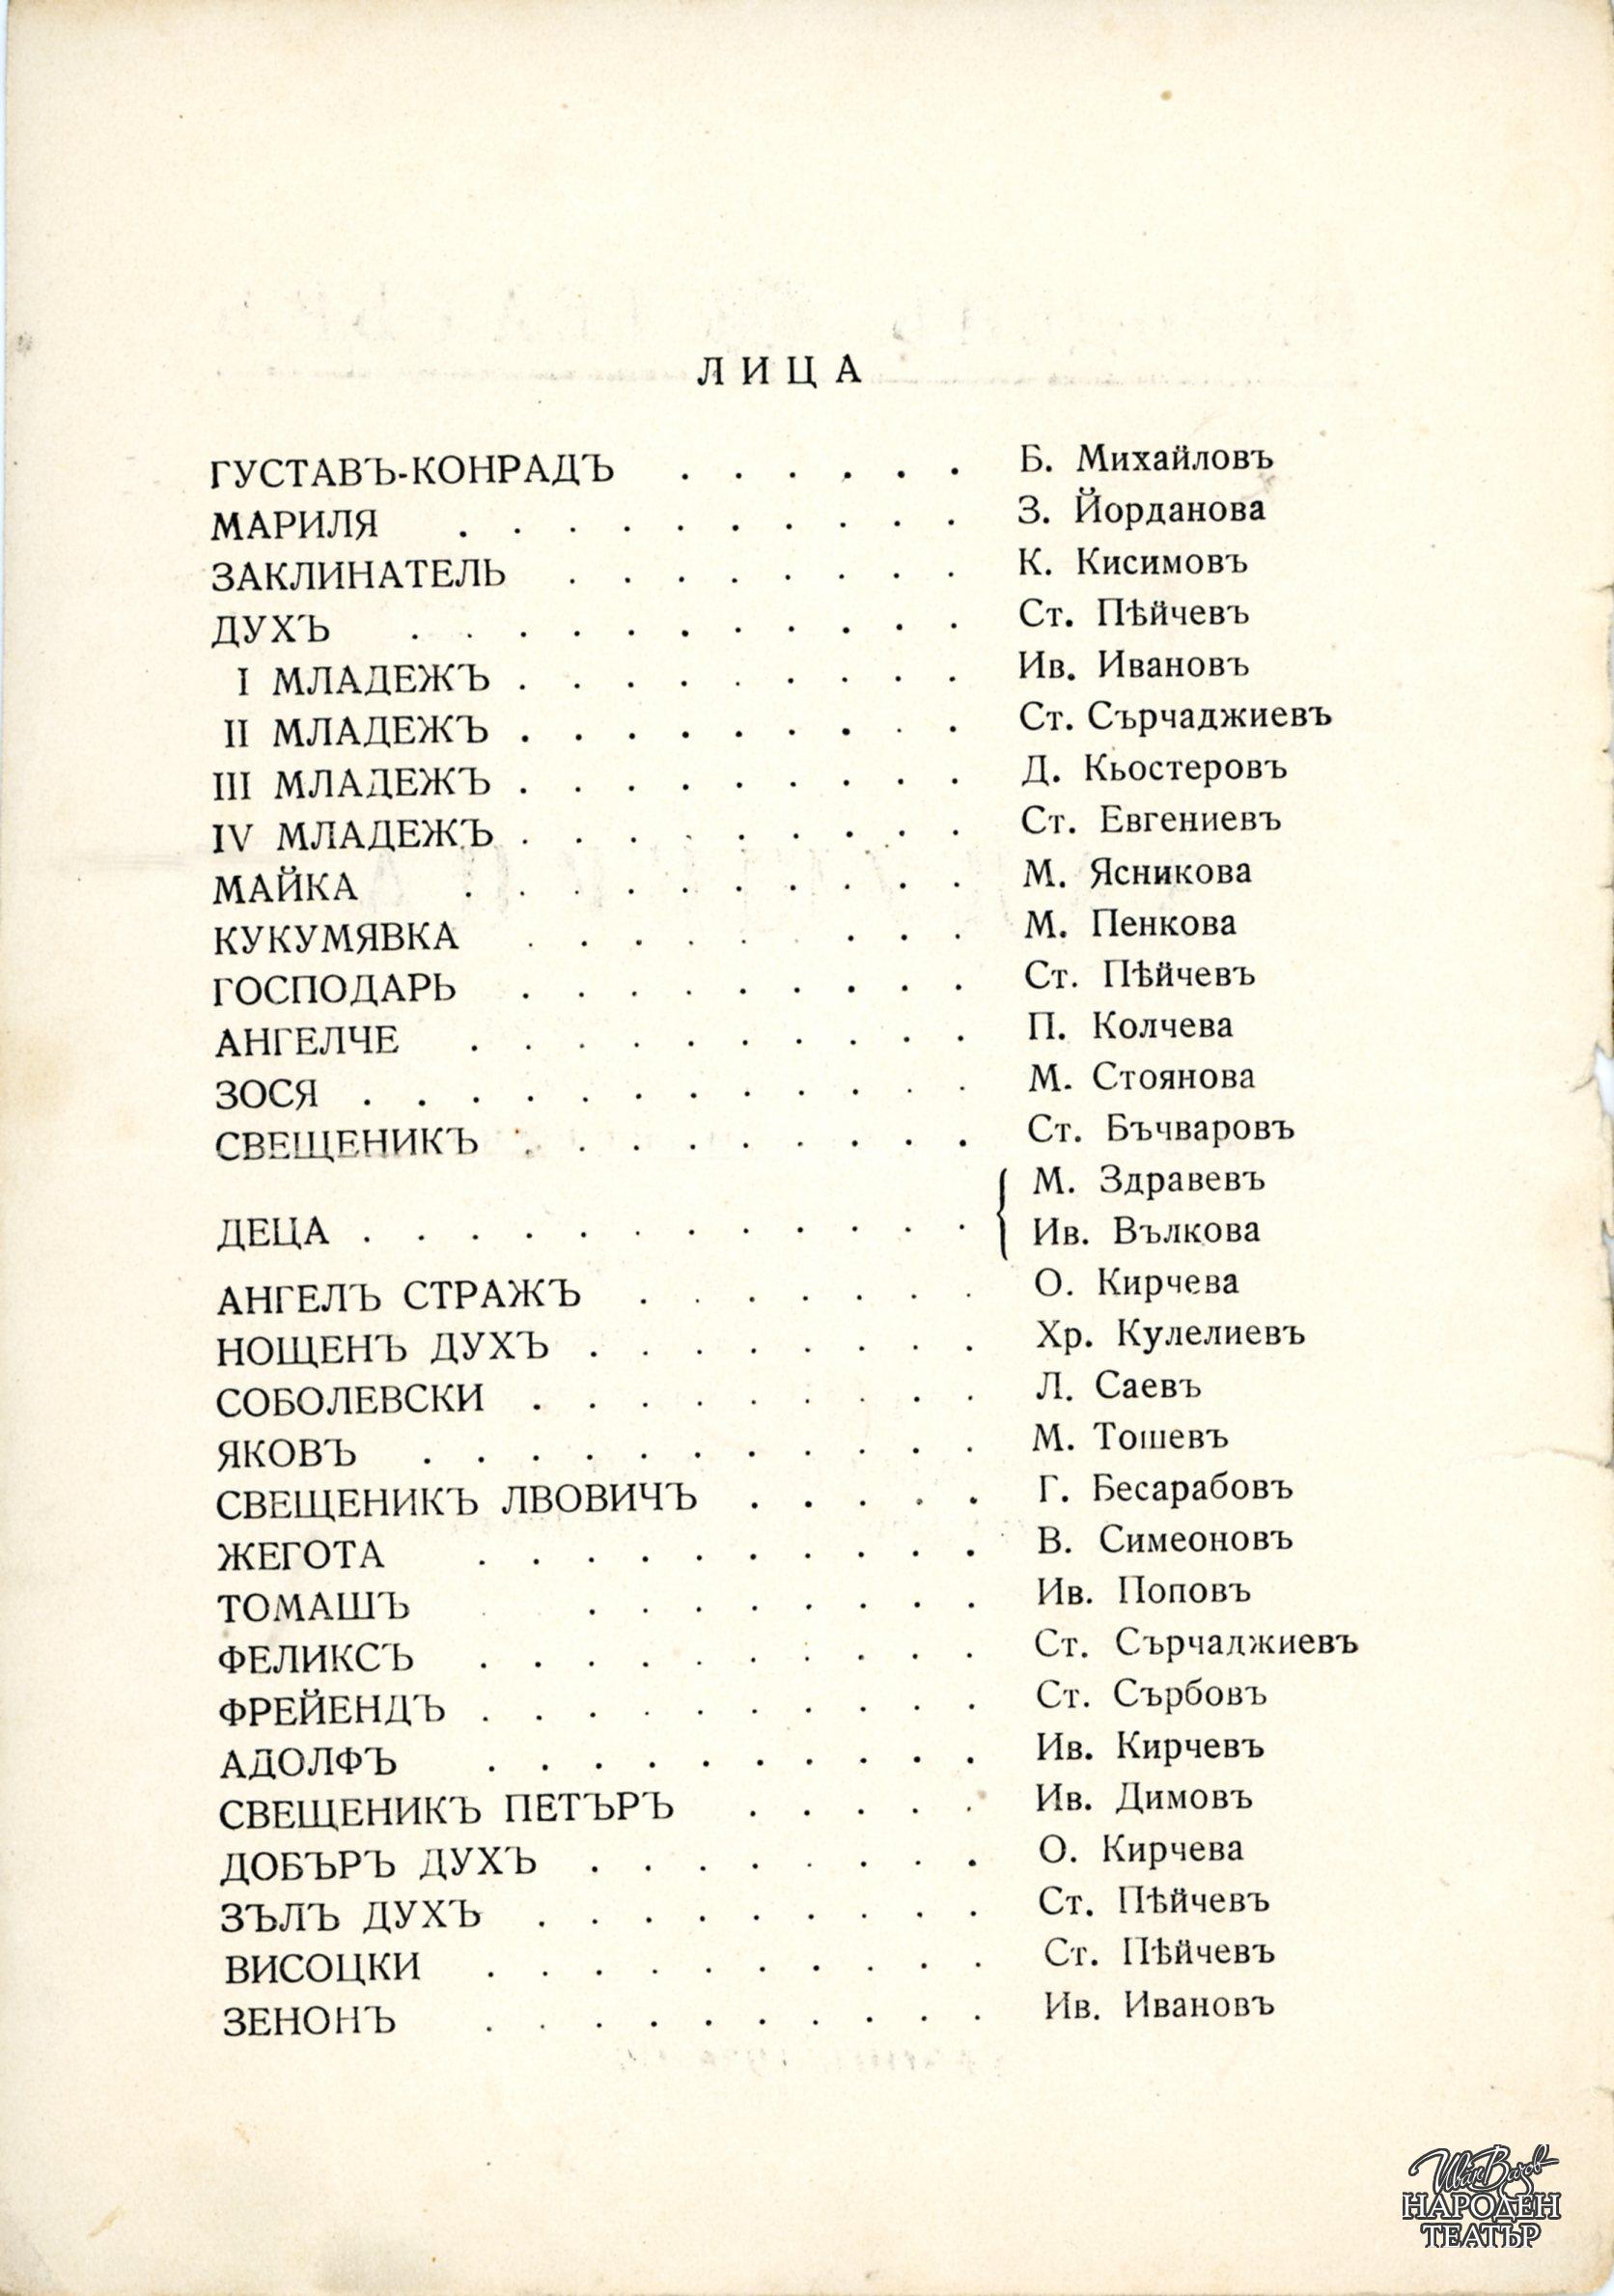 ЛИЦА
ГУСТАВЪ-КОНРАДЪ . . . . . . Б. Михайловъ
МАРИЛЯ . . . . . . . . . . З. Йорданова
ЗАКЛИНАТЕЛЬ . . . . . . . . К. Кисимовъ
ДУХЪ . . . . . . . . . . . Ст. Пѣйчевъ
I МЛАДЕЖЪ . . . . . . . . . Ив. Ивановъ
II МЛАДЕЖЪ . . . . . . . . . Ст. Сърчаджиевъ
III МЛАДЕЖЪ . . . . . . . . . Д. Кьостеровъ
IV МЛАДЕЖЪ . . . . . . . . . Ст. Евгениевъ
МАЙКА . . . . . . . . . . М. Ясникова
КУКУМЯВКА . . . . . . . . М. Пенкова
ГОСПОДАРЬ . . . . . . . . . Ст. Пѣйчевъ
АНГЕЛЧЕ . . . . . . . . . . П. Колчева
ЗОСЯ . . . . . . . . . . . . М. Стоянова
СВЕЩЕНИКЪ . . . . . . . . . Ст. Бъчваровъ
ДЕЦА . . . . . . . . . . . . { М. Здравевъ
Ив. Вълкова
АНГЕЛЪ СТРАЖЪ . . . . . . . О. Кирчева
НОЩЕНЪ ДУХЪ . . . . . . . . Хр. Кулелиевъ
СОБОЛЕВСКИ . . . . . . . . . Л. Саевъ
ЯКОВЪ . . . . . . . . . . . М. Тошевъ
СВЕЩЕНИКЪ ЛВОВИЧЪ . . . . . Г. Бесарабовъ
ЖЕГОТА . . . . . . . . . . В. Симеоновъ
ТОМАШЪ . . . . . . . . Ив. Поповъ
ФЕЛИКСЪ . . . . . . . . . . Ст. Сърчаджиевъ
ФРЕЙЕНДЪ . . . . . . . . . . Ст. Сърбовъ
АДОЛФЪ . . . . . . . . . . Ив. Кирчевъ
СВЕЩЕНИКЪ ПЕТЪРЪ . . . . . Ив. Димовъ
ДОБЪРЪ ДУХЪ . . . . . . . . О. Кирчева
ЗЪЛЪ ДУХЪ . . . . . . . . . Ст. Пѣйчевъ
ВИСОЦКИ . . . . . . . . . . Ст. Пѣйчевъ
ЗЕНОНЪ . . . . . . . . . . Ив. Ивановъ
Иван Вазов
НАРОДЕН
ТЕАТЪР